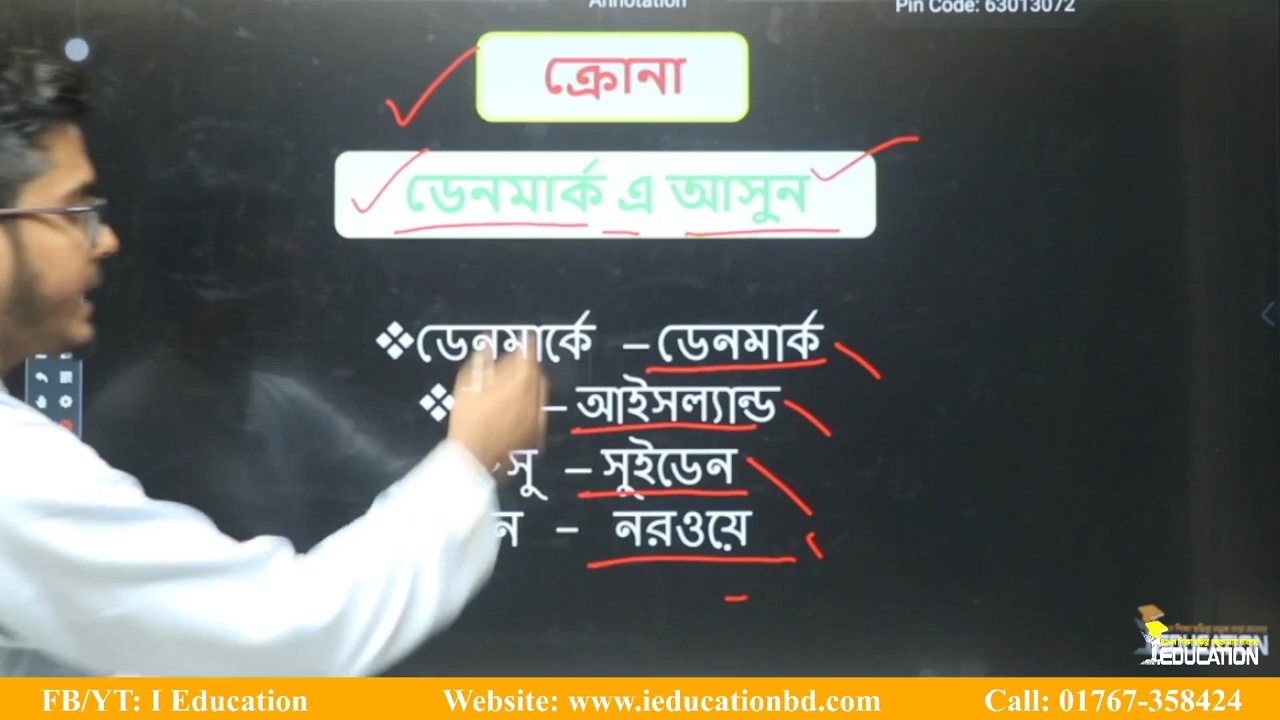 Annotation
Pin Code: 63013072
ক্রোনা
ডেনমার্ক এ আসুন
❖ডেনমার্কে – ডেনমার্ক
❖ – আইসল্যান্ড
সু – সুইডেন
ন – নরওয়ে
EDUCATION
FB/YT: I Education
Website: www.ieducationbd.com
Call: 01767-358424